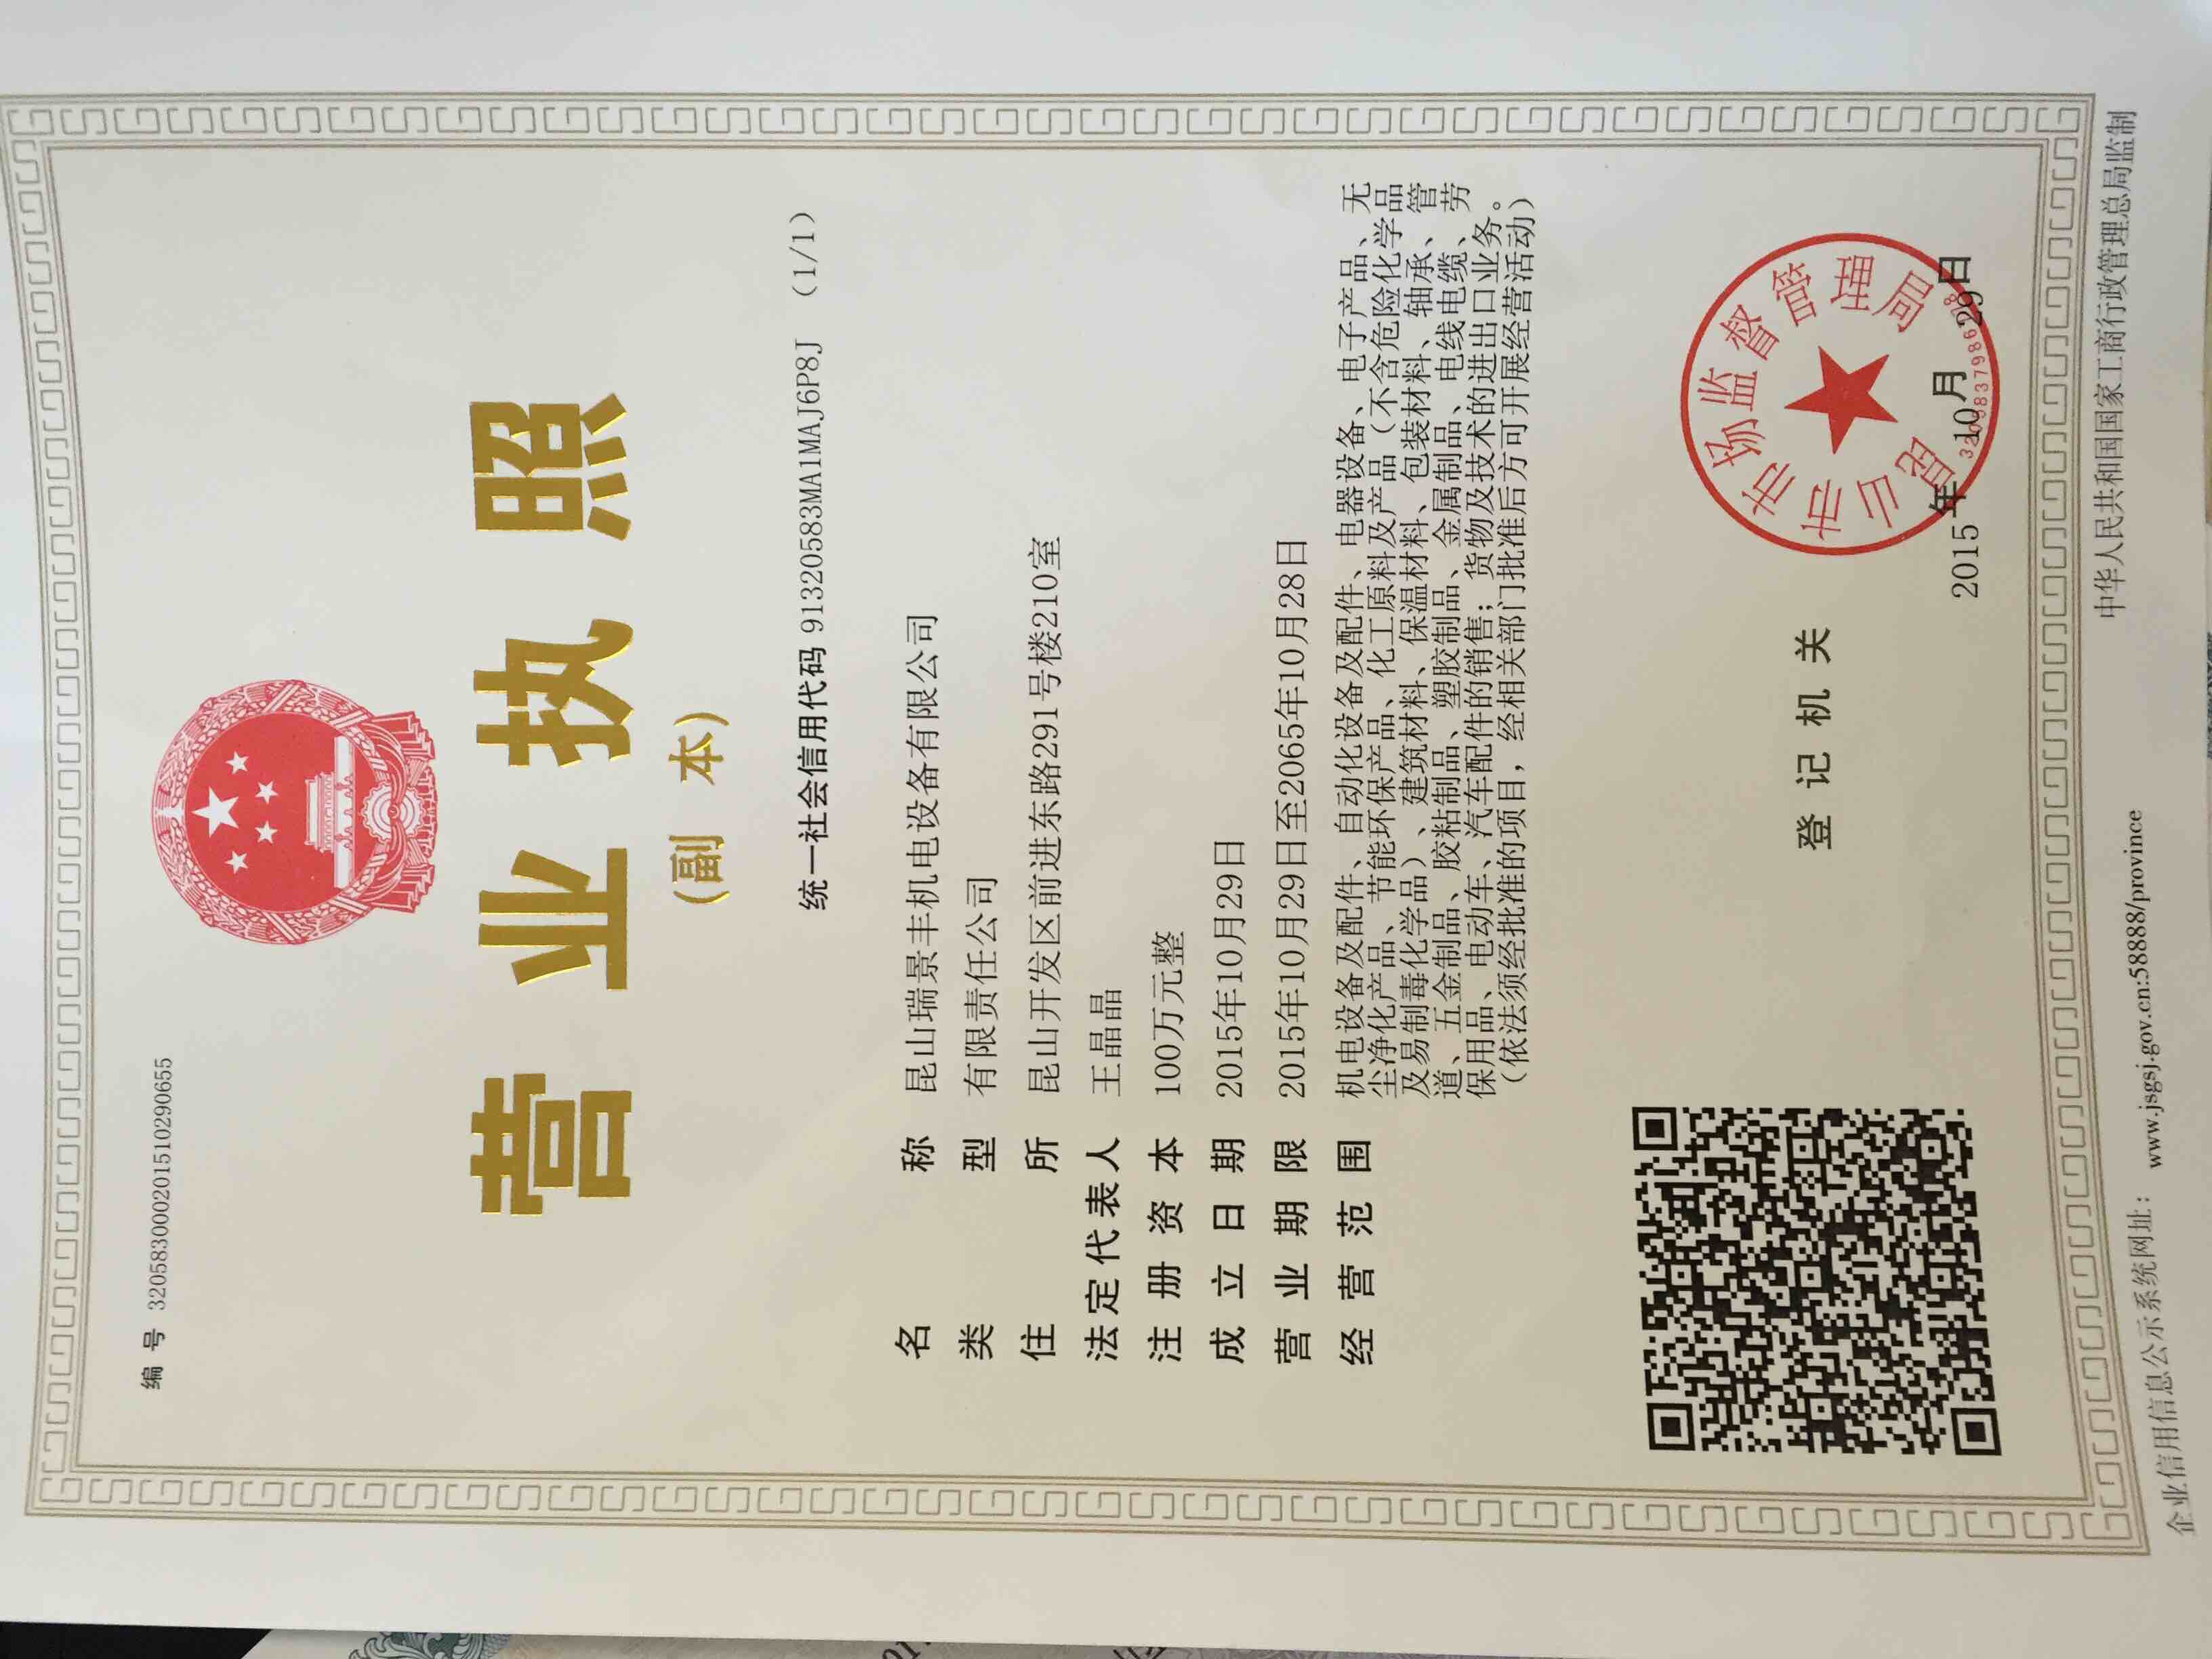 编 号 320583000201510290655
营业执照
(副 本)
统一社会信用代码 91320583MA1MAJ6P8J (1/1)
名 称 昆山瑞景丰机电设备有限公司
类 型 有限责任公司
住 所 昆山开发区前进东路291号楼210室
法定代表人 王晶晶
注册资本 100万元整
成立日期 2015年10月29日
营业期限 2015年10月29日至2065年10月28日
经营范围 机电设备及配件、自动化设备及配件、电器设备、电子产品、无
尘净化产品、节能环保产品、化工原料及产品（不含危险化学品
及易制毒化学品）、建筑材料、保温材料、包装材料、轴承、管
道、五金制品、胶粘制品、塑胶制品、金属制品、电线电缆、劳
保用品、电动车、汽车配件的销售；货物及技术的进出口业务。
（依法须经批准的项目，经相关部门批准后方可开展经营活动）
登记机关
昆山市市场监督管理局
2015年 10月 29日
企业信用信息公示系统网址： www.jsgsj.gov.cn:58888/province
中华人民共和国国家工商行政管理总局监制